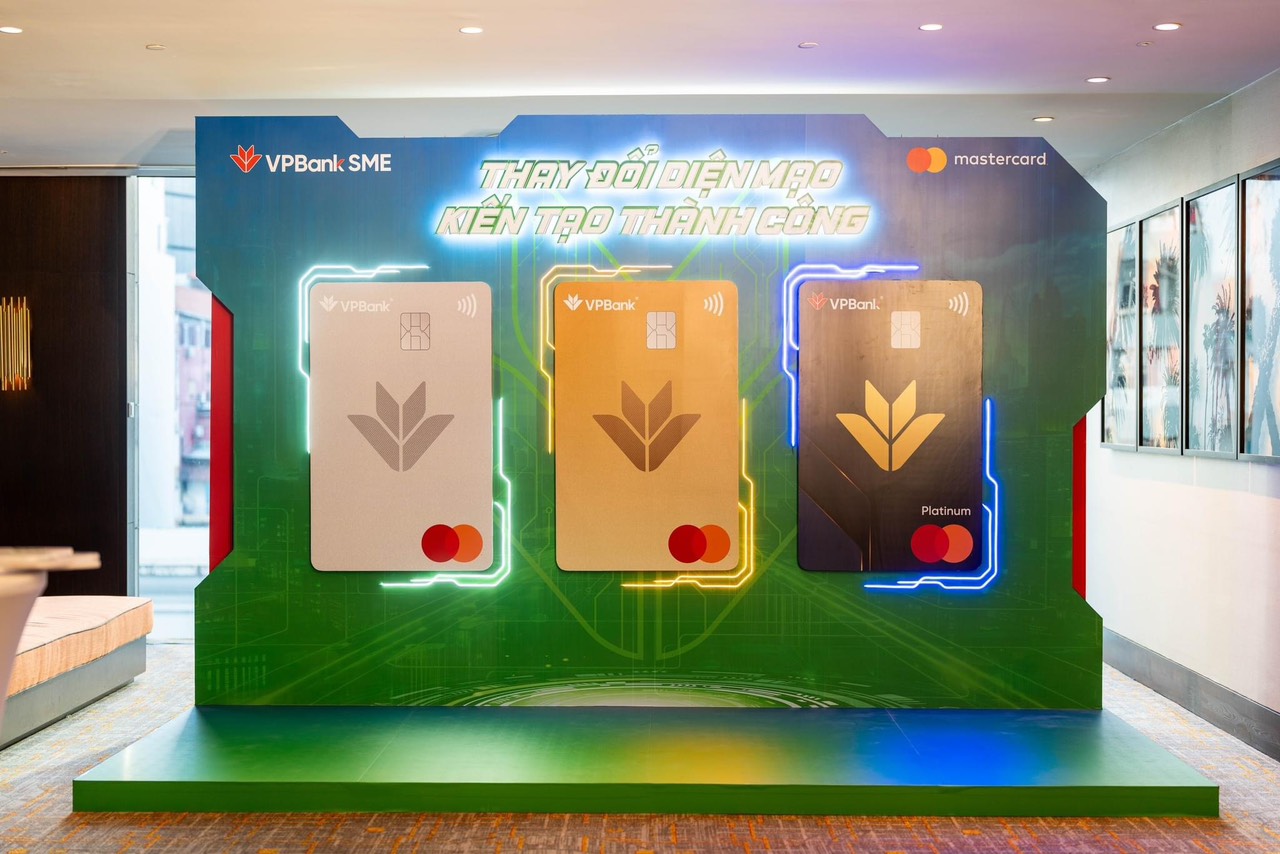 VPBank SME
THAY ĐỔI DIỆN MẠO
KIẾN TẠO THÀNH CÔNG
mastercard
VPBank
VPBank
VPBank
Platinum